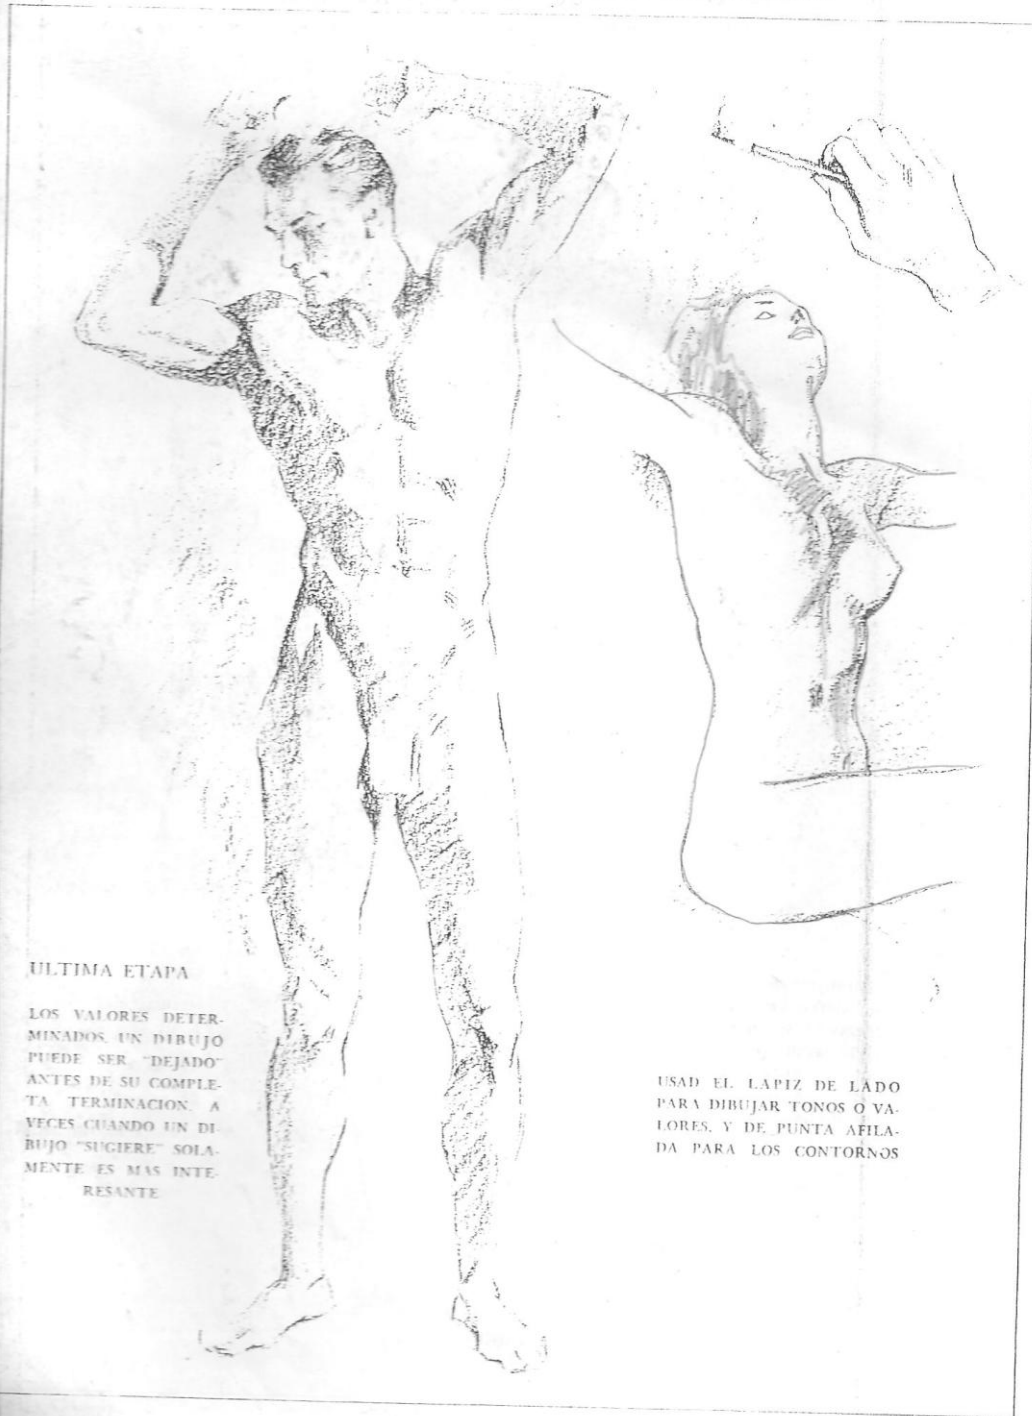 ULTIMA ETAPA
LOS VALORES DETER-
MINADOS. UN DIBUJO
PUEDE SER "DEJADO"
ANTES DE SU COMPLE-
TA TERMINACION. A
VECES CUANDO UN DI-
BUJO "SUGIERE" SOLA-
MENTE ES MAS INTE-
RESANTE
USAD EL LAPIZ DE LADO
PARA DIBUJAR TONOS O VA-
LORES, Y DE PUNTA AFILA-
DA PARA LOS CONTORNOS